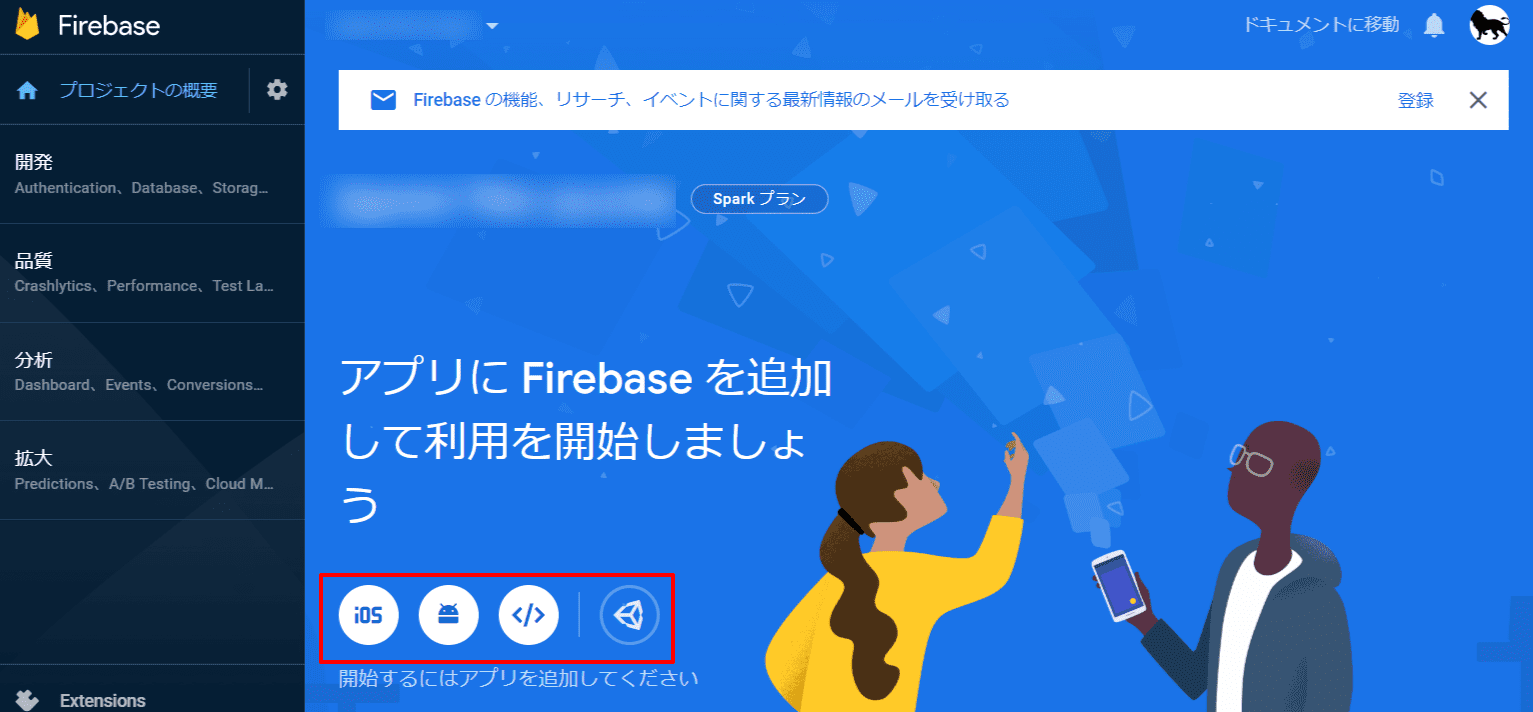 Firebase
ドキュメントに移動
プロジェクトの概要
Firebase の機能、リサーチ、イベントに関する最新情報のメールを受け取る
登録
開発
Authentication、Database、Storag...
Spark プラン
品質
Crashlytics、Performance、Test La...
分析
Dashboard、Events、Conversions...
拡大
Predictions、A/B Testing、Cloud M...
アプリに Firebase を追加
して利用を開始しましょ
う
iOS
</>
開始するにはアプリを追加してください
Extensions